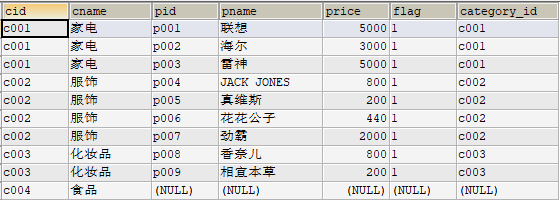 cid cname pid pname price flag category_id
c001 家电 p001 联想 5000 1 c001
c001 家电 p002 海尔 3000 1 c001
c001 家电 p003 雷神 5000 1 c001
c002 服饰 p004 JACK JONES 800 1 c002
c002 服饰 p005 真维斯 200 1 c002
c002 服饰 p006 花花公子 440 1 c002
c002 服饰 p007 劲霸 2000 1 c002
c003 化妆品 p008 香奈儿 800 1 c003
c003 化妆品 p009 相宜本草 200 1 c003
c004 食品 (NULL) (NULL) (NULL) (NULL) (NULL)